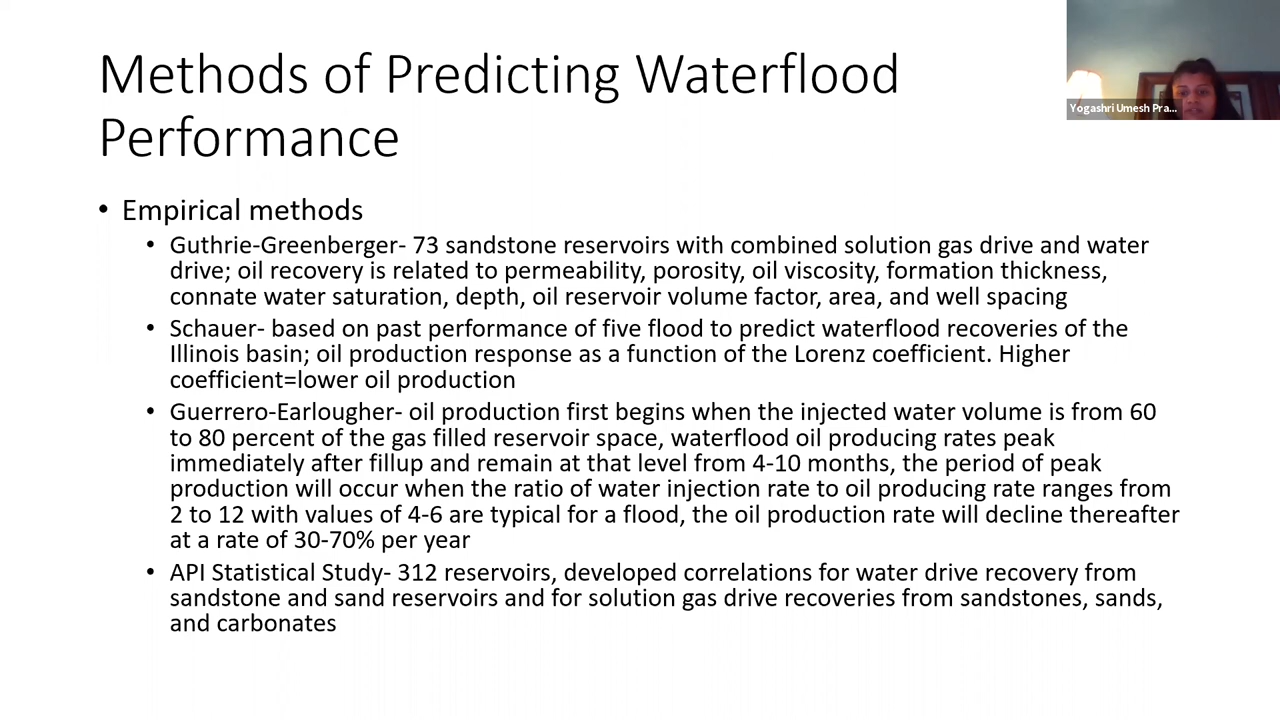 Methods of Predicting Waterflood
Performance
Yogashri Umesh Pra...
• Empirical methods
• Guthrie-Greenberger- 73 sandstone reservoirs with combined solution gas drive and water
drive; oil recovery is related to permeability, porosity, oil viscosity, formation thickness,
connate water saturation, depth, oil reservoir volume factor, area, and well spacing
• Schauer- based on past performance of five flood to predict waterflood recoveries of the
Illinois basin; oil production response as a function of the Lorenz coefficient. Higher
coefficient=lower oil production
• Guerrero-Earlougher- oil production first begins when the injected water volume is from 60
to 80 percent of the gas filled reservoir space, waterflood oil producing rates peak
immediately after fillup and remain at that level from 4-10 months, the period of peak
production will occur when the ratio of water injection rate to oil producing rate ranges from
2 to 12 with values of 4-6 are typical for a flood, the oil production rate will decline thereafter
at a rate of 30-70% per year
• API Statistical Study- 312 reservoirs, developed correlations for water drive recovery from
sandstone and sand reservoirs and for solution gas drive recoveries from sandstones, sands,
and carbonates